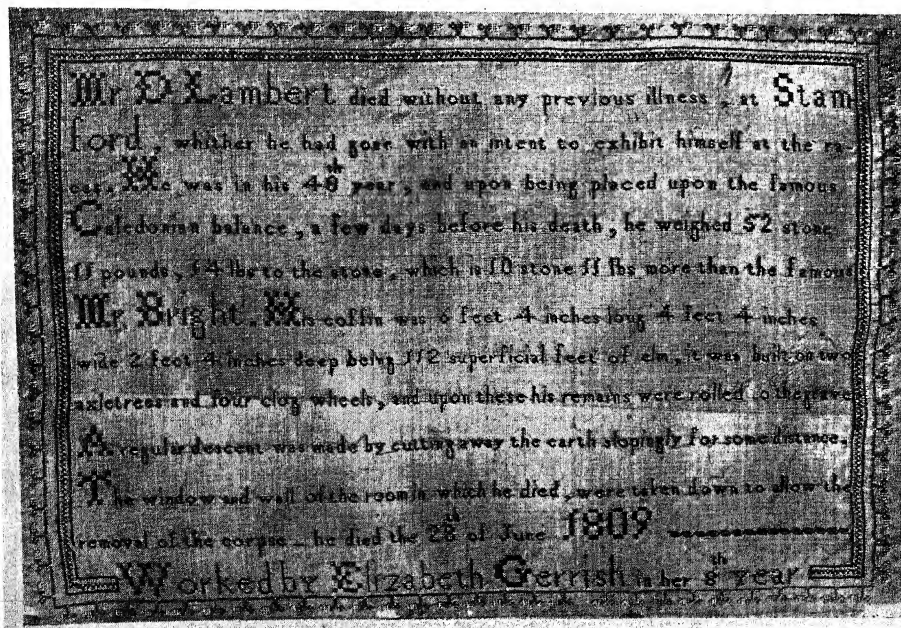 Mr D Lambert died without any previous illness, at Stam
ford, whither he had gone with an intent to exhibit himself at the ra-
ces. He was in his 40th year, and upon being placed upon the famous
Caledonian balance, a few days before his death, he weighed 52 stone
11 pounds, 14 lbs to the stone, which is 10 stone 11 lbs more than the famous
Mr Bright. His coffin was 6 feet 4 inches long 4 feet 4 inches
wide 2 feet 4 inches deep being 112 superficial feet of elm, it was built on two
axletrees and four clog wheels, and upon these his remains were rolled to the grave
A regular descent was made by cutting away the earth slopingly for some distance.
The window and wall of the room in which he died, were taken down to allow the
removal of the corpse _ he died the 28th of June 1809
Worked by Elizabeth Gerrish in her 8th year